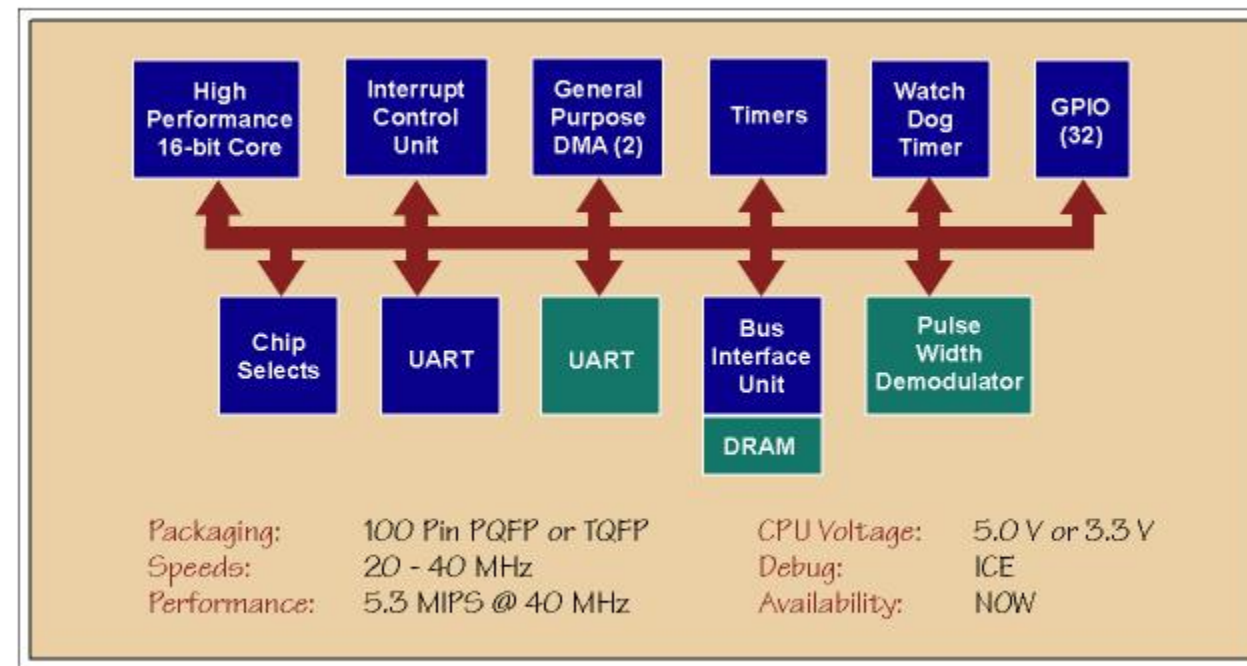 High
Performance
16-bit Core
Interrupt
Control
Unit
General
Purpose
DMA (2)
Timers
Watch
Dog
Timer
GPIO
(32)
Chip
Selects
UART
UART
Bus
Interface
Unit
DRAM
Pulse
Width
Demodulator
Packaging: 100 Pin PQFP or TQFP
Speeds: 20 - 40 MHz
Performance: 5.3 MIPS @ 40 MHz
CPU Voltage: 5.0 V or 3.3 V
Debug: ICE
Availability: NOW